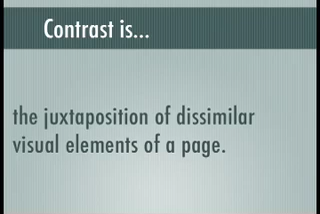 Contrast is...
the juxtaposition of dissimilar
visual elements of a page.